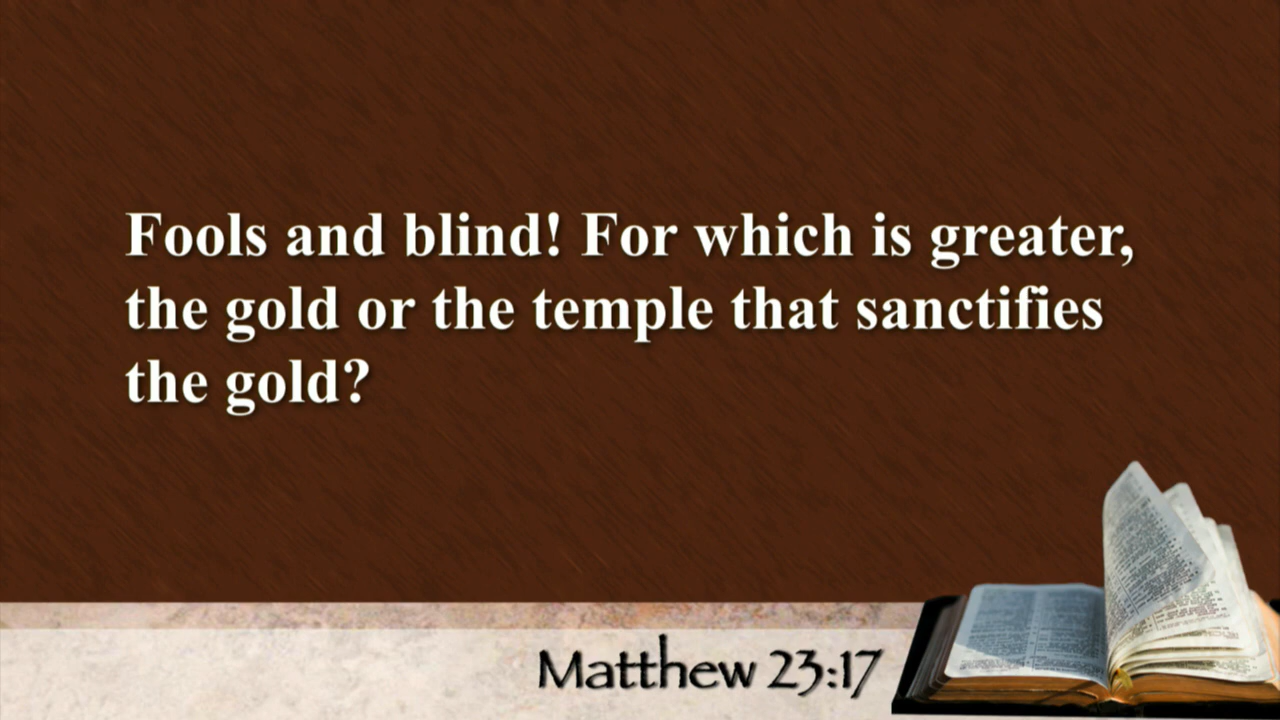 Fools and blind! For which is greater,
the gold or the temple that sanctifies
the gold?
Matthew 23:17